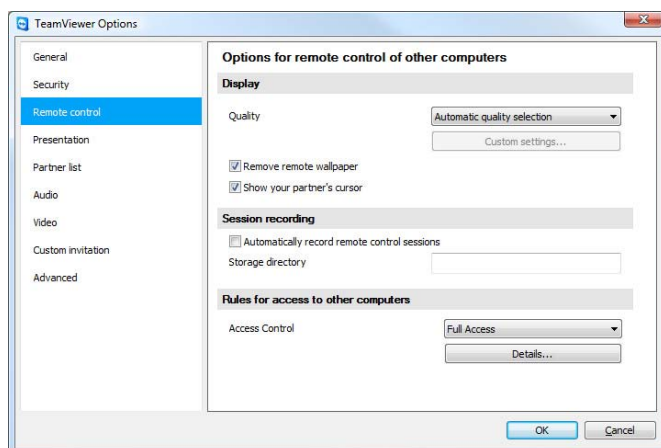 TeamViewer Options
General
Security
Remote control
Presentation
Partner list
Audio
Video
Custom invitation
Advanced
Options for remote control of other computers
Display
Quality
Automatic quality selection
Custom settings...
Remove remote wallpaper
Show your partner's cursor
Session recording
Automatically record remote control sessions
Storage directory
Rules for access to other computers
Access Control
Full Access
Details...
OK
Cancel